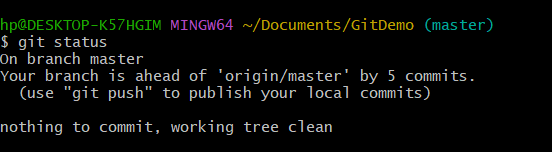 hp@DESKTOP-K57HGIM MINGW64 ~/Documents/GitDemo (master)
$ git status
On branch master
Your branch is ahead of 'origin/master' by 5 commits.
  (use "git push" to publish your local commits)

nothing to commit, working tree clean